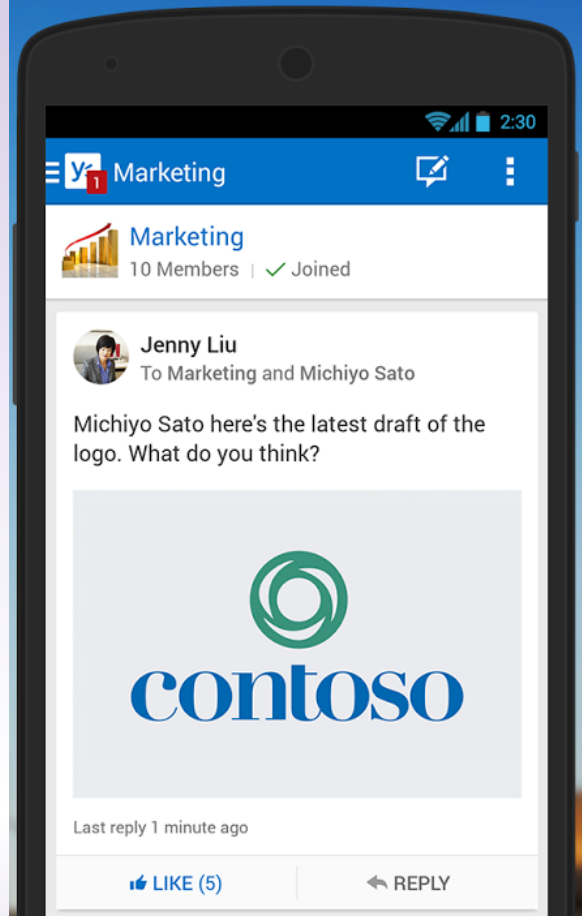 2:30
y 1 Marketing
Marketing
10 Members | Joined
Jenny Liu
To Marketing and Michiyo Sato
Michiyo Sato here's the latest draft of the
logo. What do you think?
contoso
Last reply 1 minute ago
LIKE (5) REPLY